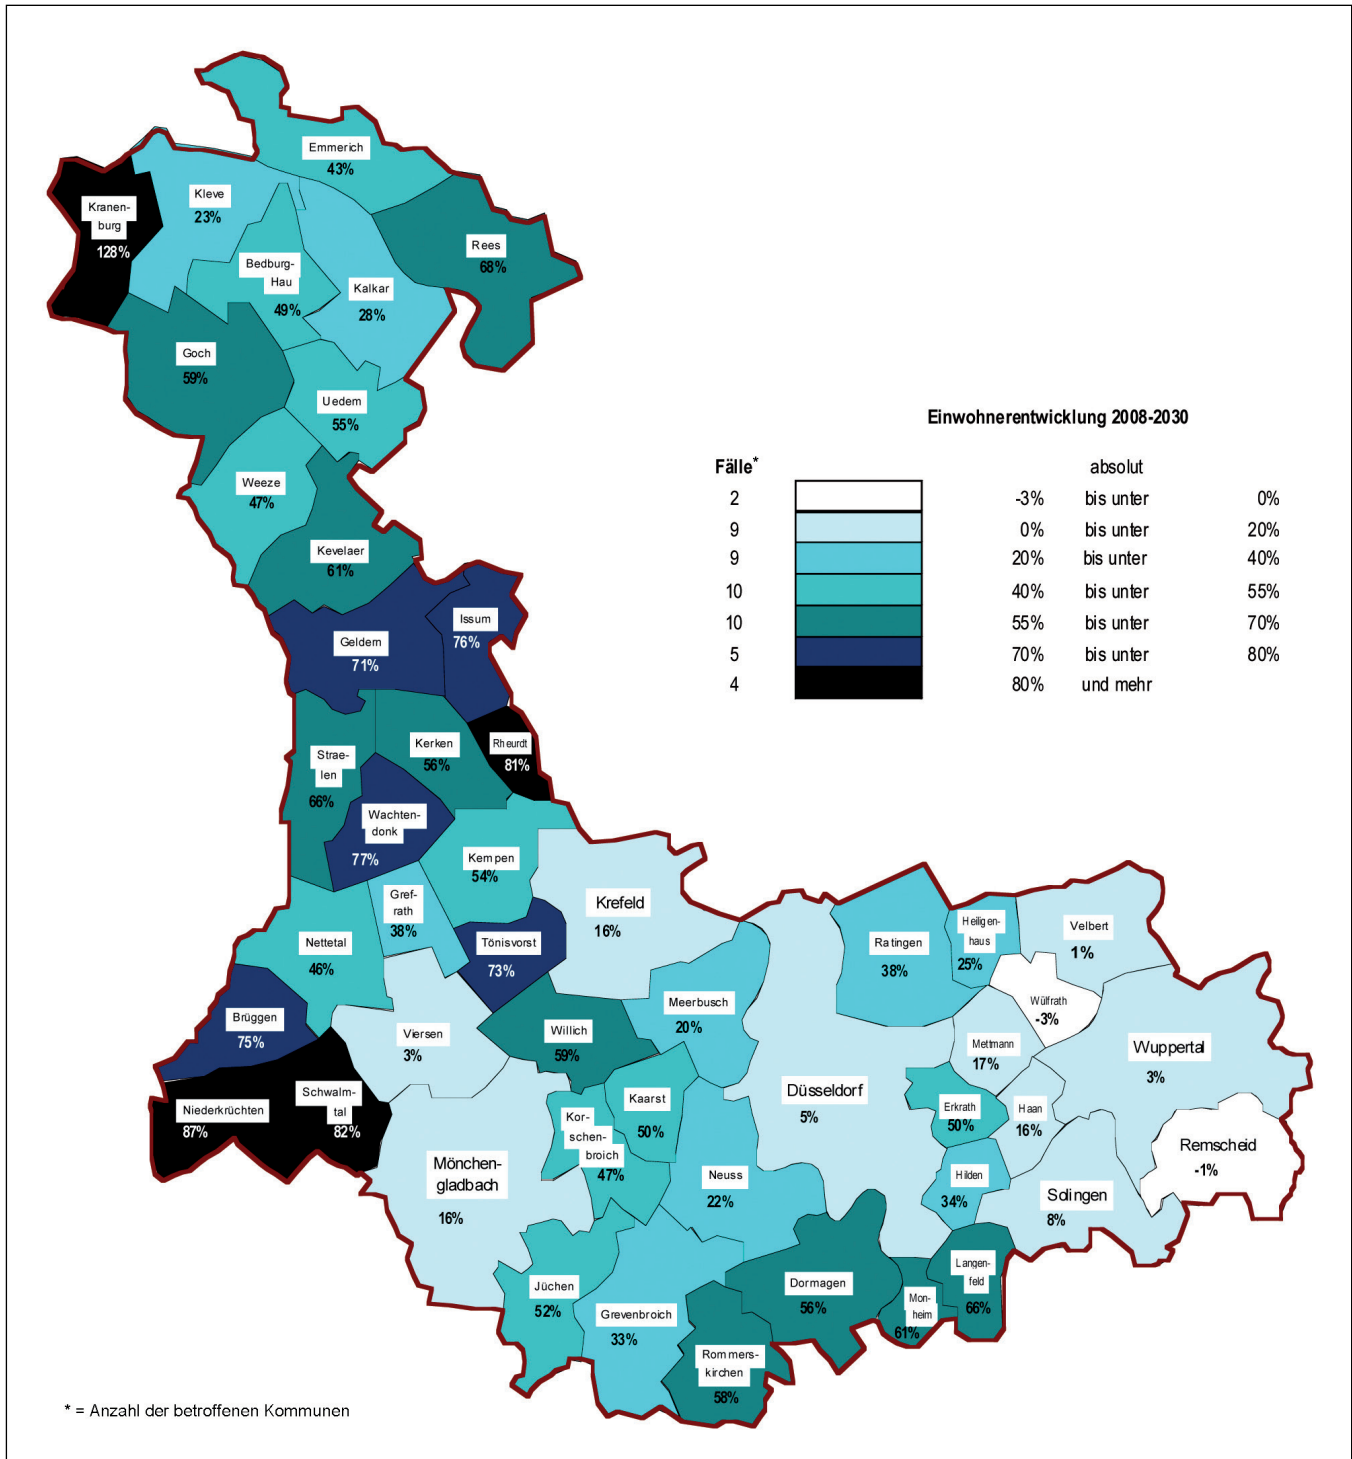 Emmerich
43%
Kranen-
burg
128%
Kleve
23%
Rees
68%
Bedburg-
Hau
49%
Kalkar
28%
Goch
59%
Uedem
55%
Weeze
47%
Kevelaer
61%
Einwohnerentwicklung 2008-2030
Fälle* absolut
2 -3% bis unter 0%
9 0% bis unter 20%
9 20% bis unter 40%
10 40% bis unter 55%
10 55% bis unter 70%
5 70% bis unter 80%
4 80% und mehr
Issum
76%
Geldern
71%
Kerken
56%
Rheurdt
81%
Strae-
len
66%
Wachten-
donk
77%
Kempen
54%
Gref-
rath
38%
Krefeld
16%
Nettetal
46%
Tönisvorst
73%
Ratingen
38%
Heiligen-
haus
25%
Velbert
1%
Brüggen
75%
Viersen
3%
Willich
59%
Meerbusch
20%
Wülfrath
-3%
Mettmann
17%
Wuppertal
3%
Niederkrüchten
87%
Schwalm-
tal
82%
Kor-
schen-
broich
47%
Kaarst
50%
Düsseldorf
5%
Erkrath
50%
Haan
16%
Remscheid
-1%
Mönchen-
gladbach
16%
Neuss
22%
Hilden
34%
Solingen
8%
Jüchen
52%
Grevenbroich
33%
Dormagen
56%
Mon-
heim
61%
Langen-
feld
66%
Rommers-
kirchen
58%
* = Anzahl der betroffenen Kommunen